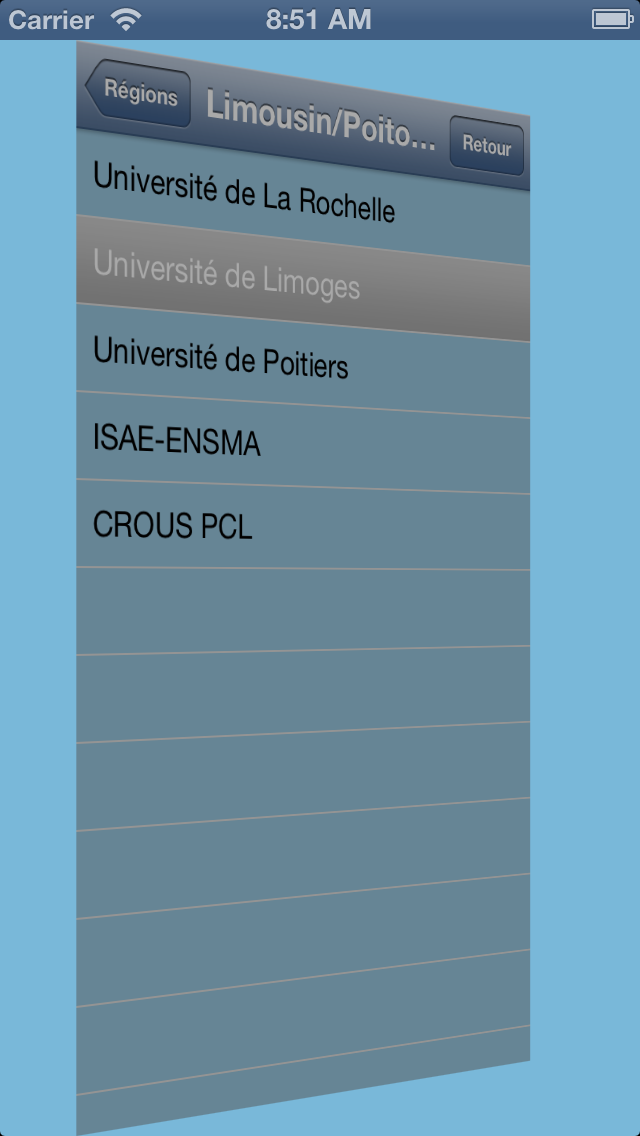 Carrier 8:51 AM
Régions Limousin/Poito... Retour
Université de La Rochelle
Université de Limoges
Université de Poitiers
ISAE-ENSMA
CROUS PCL